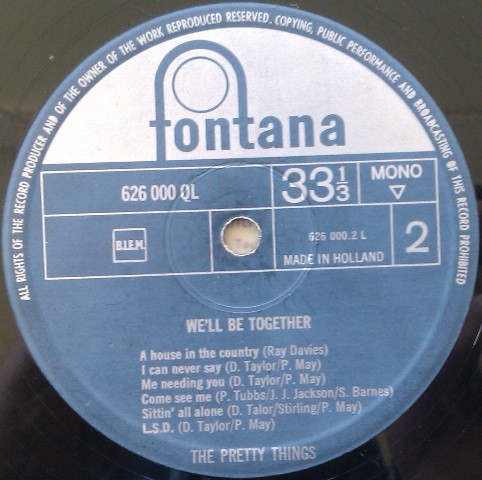 ALL RIGHTS OF THE RECORD PRODUCER AND OF THE OWNER OF THE WORK REPRODUCED RESERVED. COPYING, PUBLIC PERFORMANCE AND BROADCASTING OF THIS RECORD PROHIBITED
fontana
626 000 QL
33 1/3
MONO
B.I.E.M.
625 000.2 L
MADE IN HOLLAND
2
WE'LL BE TOGETHER
A house in the country (Ray Davies)
I can never say (D. Taylor/P. May)
Me needing you (D. Taylor/P. May)
Come see me (P. Tubbs/J. J. Jackson/S. Barnes)
Sittin' all alone (D. Talor/Stirling/P. May)
L.S.D. (D. Taylor/P. May)
THE PRETTY THINGS